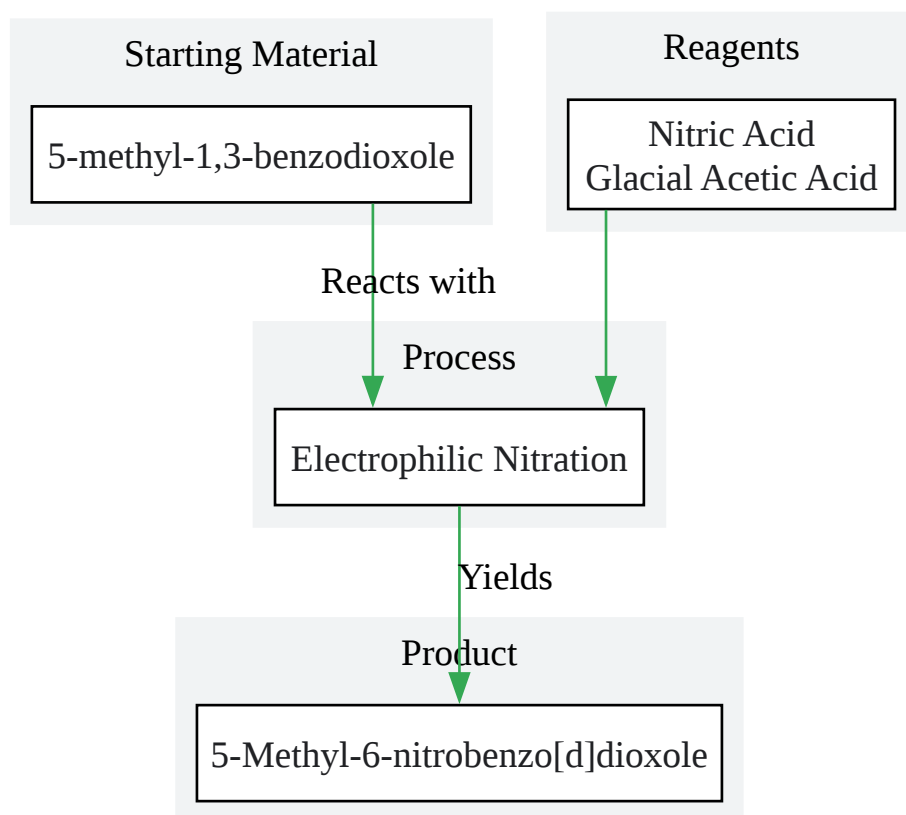 Starting Material
5-methyl-1,3-benzodioxole
Reagents
Nitric Acid
Glacial Acetic Acid
Reacts with
Process
Electrophilic Nitration
Yields
Product
5-Methyl-6-nitrobenzo[d]dioxole